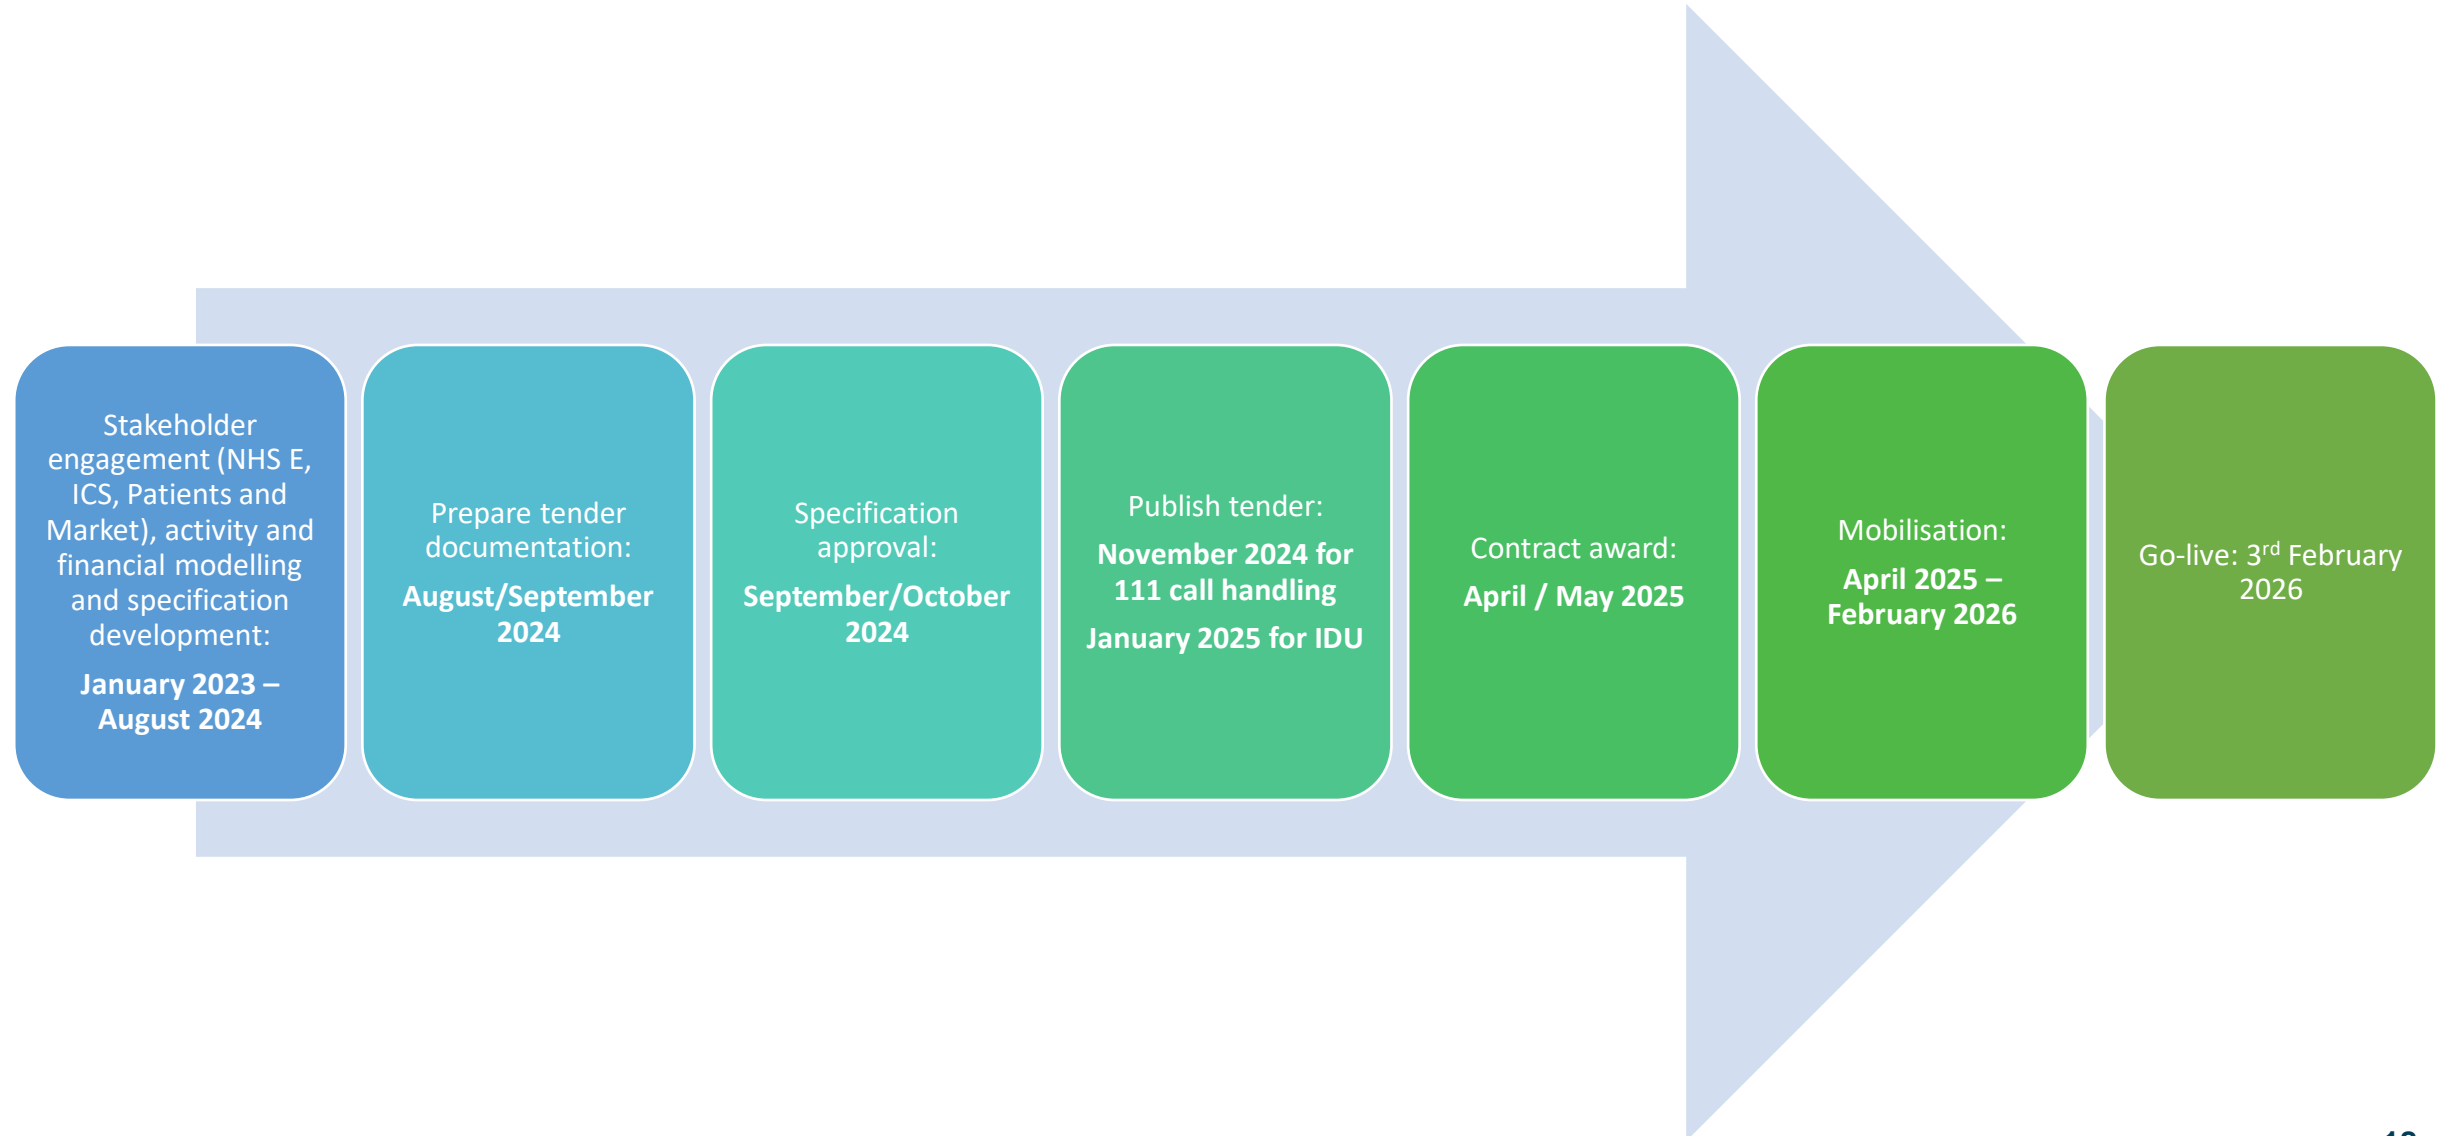 Stakeholder
engagement (NHS E,
ICS, Patients and
Market), activity and
financial modelling
and specification
development:
January 2023 –
August 2024
Prepare tender
documentation:
August/September
2024
Specification
approval:
September/October
2024
Publish tender:
November 2024 for
111 call handling
January 2025 for IDU
Contract award:
April / May 2025
Mobilisation:
April 2025 –
February 2026
Go-live: 3rd February
2026